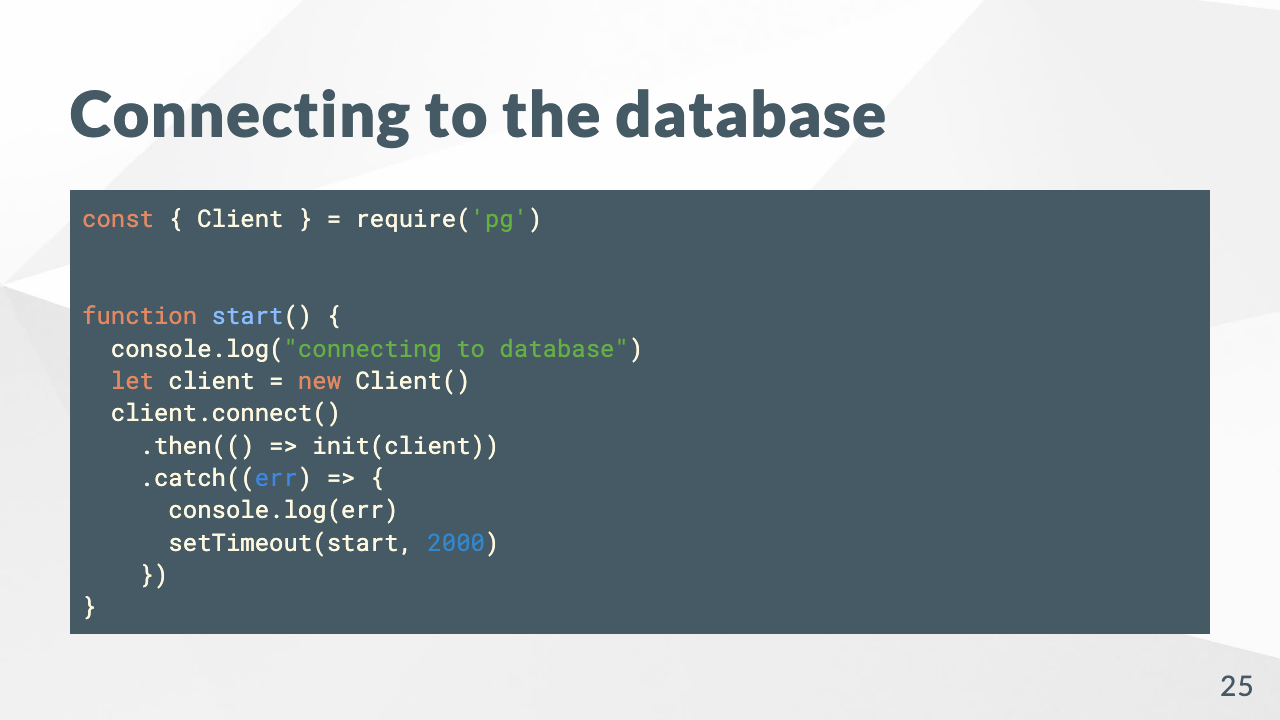 Connecting to the database
const { Client } = require('pg')
function start() {
  console.log("connecting to database")
  let client = new Client()
  client.connect()
    .then(() => init(client))
    .catch((err) => {
      console.log(err)
      setTimeout(start, 2000)
    })
}
25